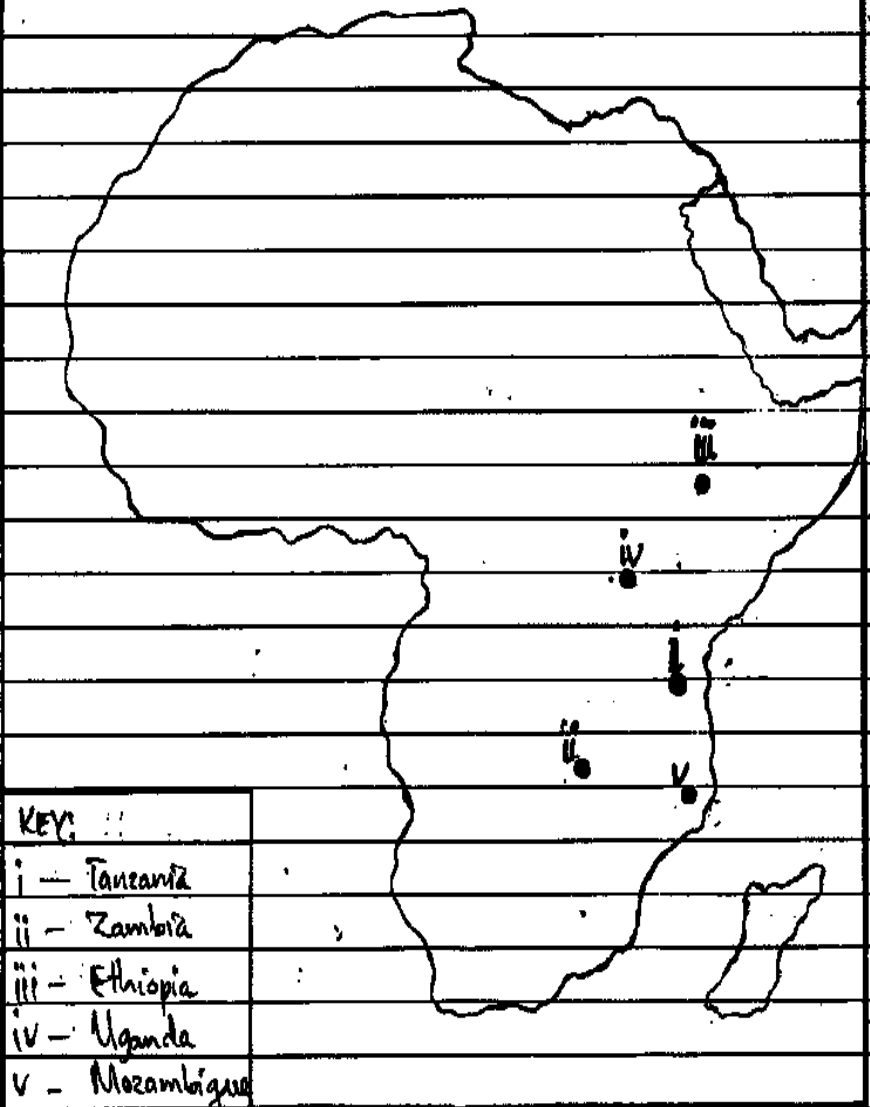 iii
iv
i
ii
v
KEY:
i — Tanzania
ii - Zambia
iii - Ethiopia
iv - Uganda
v - Mozambique